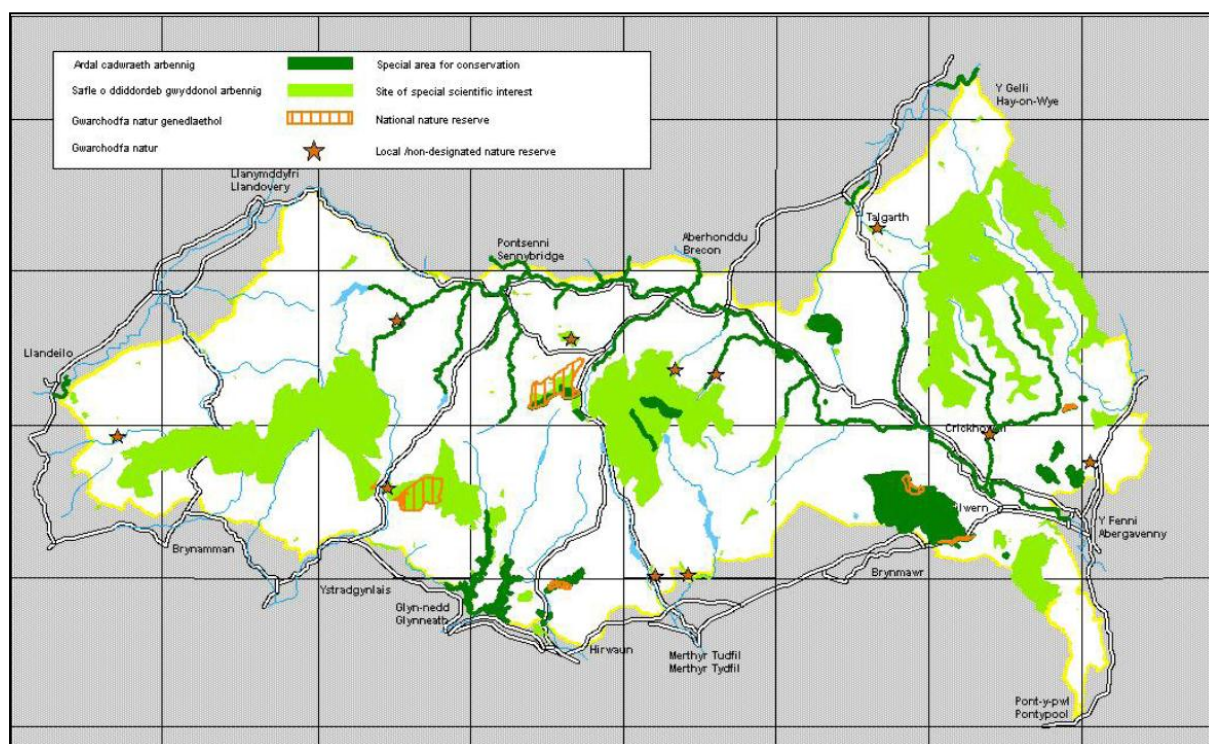 Ardal cadwraeth arbennig
Special area for conservation
Safle o ddiddordeb gwyddonol arbennig
Site of special scientific interest
Gwarchodfa natur genedlaethol
National nature reserve
Gwarchodfa natur
Local /non-designated nature reserve
Y Gelli
Hay-on-Wye
Llanymddyfri
Llandovery
Talgarth
Aberhonddu
Brecon
Pontsenni
Sennybridge
Llandeilo
Crickhowell
Gilwern
Y Fenni
Abergavenny
Brynamman
Ystradgynlais
Brynmawr
Glyn-nedd
Glynneath
Hirwaun
Merthyr Tudfil
Merthyr Tydfil
Pont-y-pwl
Pontypool